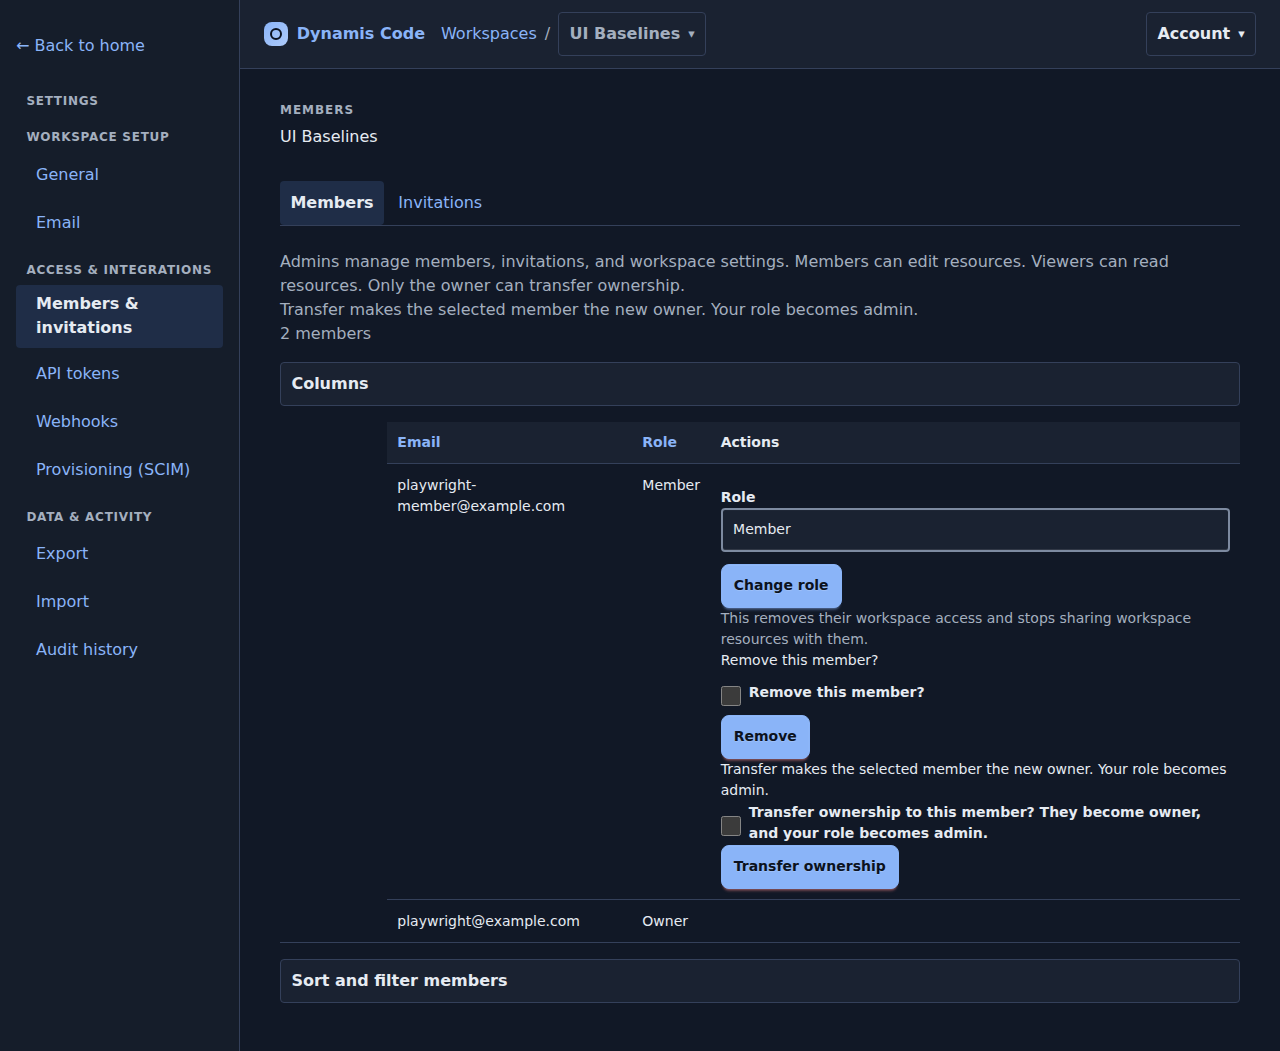 ← Back to home
SETTINGS
WORKSPACE SETUP
General
Email
ACCESS & INTEGRATIONS
Members &
invitations
API tokens
Webhooks
Provisioning (SCIM)
DATA & ACTIVITY
Export
Import
Audit history
Dynamis Code Workspaces / UI Baselines ▾
Account ▾
MEMBERS
UI Baselines
Members Invitations
Admins manage members, invitations, and workspace settings. Members can edit resources. Viewers can read
resources. Only the owner can transfer ownership.
Transfer makes the selected member the new owner. Your role becomes admin.
2 members
Columns
Email Role Actions
playwright-
member@example.com
Member
Role
Member
Change role
This removes their workspace access and stops sharing workspace
resources with them.
Remove this member?
Remove this member?
Remove
Transfer makes the selected member the new owner. Your role becomes
admin.
Transfer ownership to this member? They become owner,
and your role becomes admin.
Transfer ownership
playwright@example.com Owner
Sort and filter members